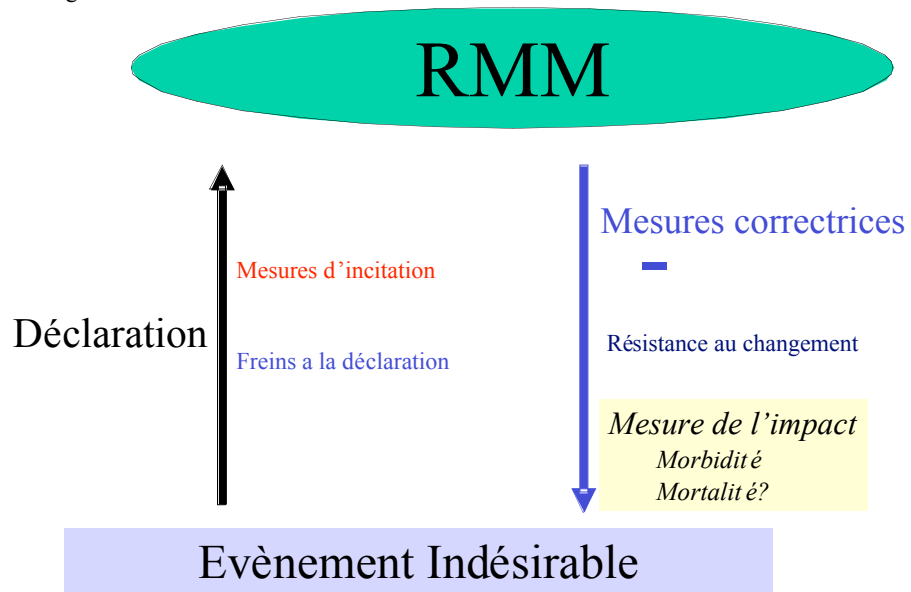 RMM
Mesures correctrices
Mesures d'incitation
Déclaration
Freins a la déclaration
Résistance au changement
Mesure de l'impact
Morbidité
Mortalité?
Evènement Indésirable